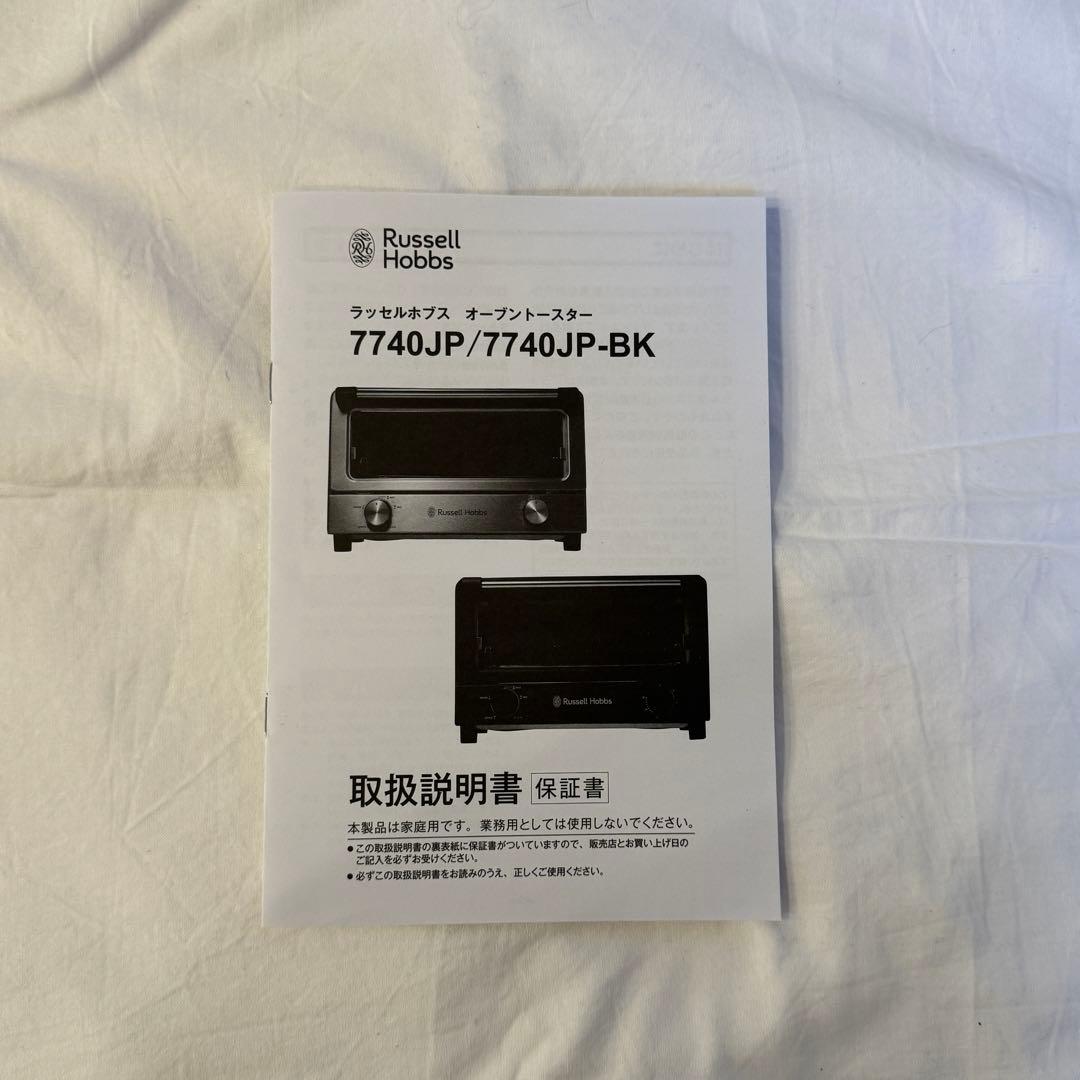 Russell
Hobbs
ラッセルホブス　オーブントースター
7740JP/7740JP-BK
Russell Hobbs
Russell Hobbs
取扱説明書 保証書
本製品は家庭用です。業務用としては使用しないでください。
●この取扱説明書の裏表紙に保証書がついていますので、販売店とお買い上げ日の
ご記入を必ずお受けください。
●必ずこの取扱説明書をお読みのうえ、正しくご使用ください。